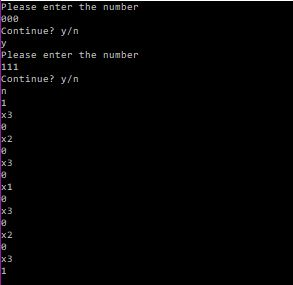 Please enter the number
000
Continue? y/n
y
Please enter the number
111
Continue? y/n
n
1
x3
0
x2
0
x3
0
x1
0
x3
0
x2
0
x3
1